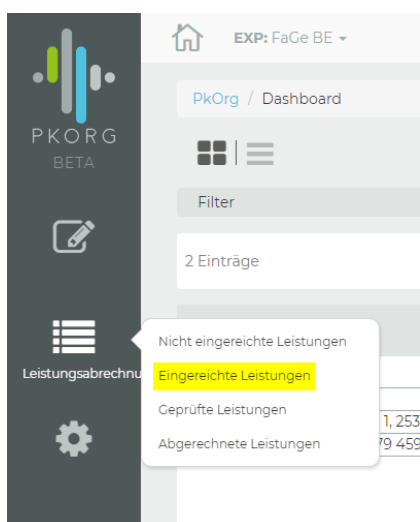 EXP: FaGe BE
PkOrg / Dashboard
PKORG
BETA
Filter
2 Einträge
Nicht eingereichte Leistungen
Leistungsabrechnu
Eingereichte Leistungen
Geprüfte Leistungen
1, 253
Abgerechnete Leistungen
79 459